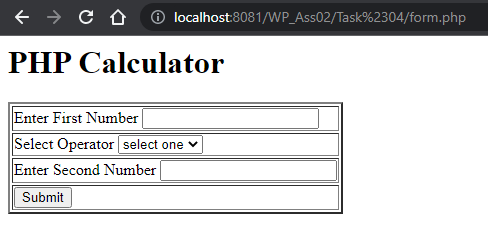 localhost:8081/WP_Ass02/Task%2304/form.php
PHP Calculator
Enter First Number
Select Operator select one
Enter Second Number
Submit